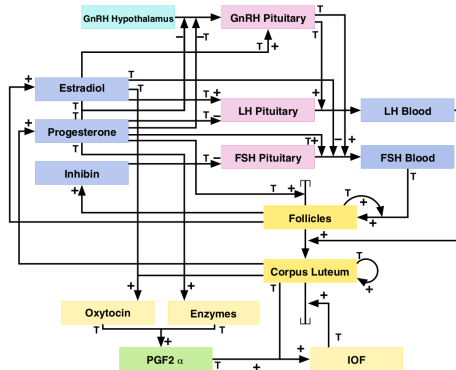 GnRH Hypothalamus
GnRH Pituitary
T
T
+
−
−T
T
+
Estradiol
T
T
T
T
+
LH Pituitary
+
LH Blood
Progesterone
+
T
T
T
−
T+
−
+
Inhibin
T
−
FSH Pituitary
FSH Blood
T
+
T
+
T
+
Follicles
+
+
T
Corpus Luteum
+
T
+
+
+
Oxytocin
Enzymes
T
T
T
T
+
PGF2 α
T
+
IOF